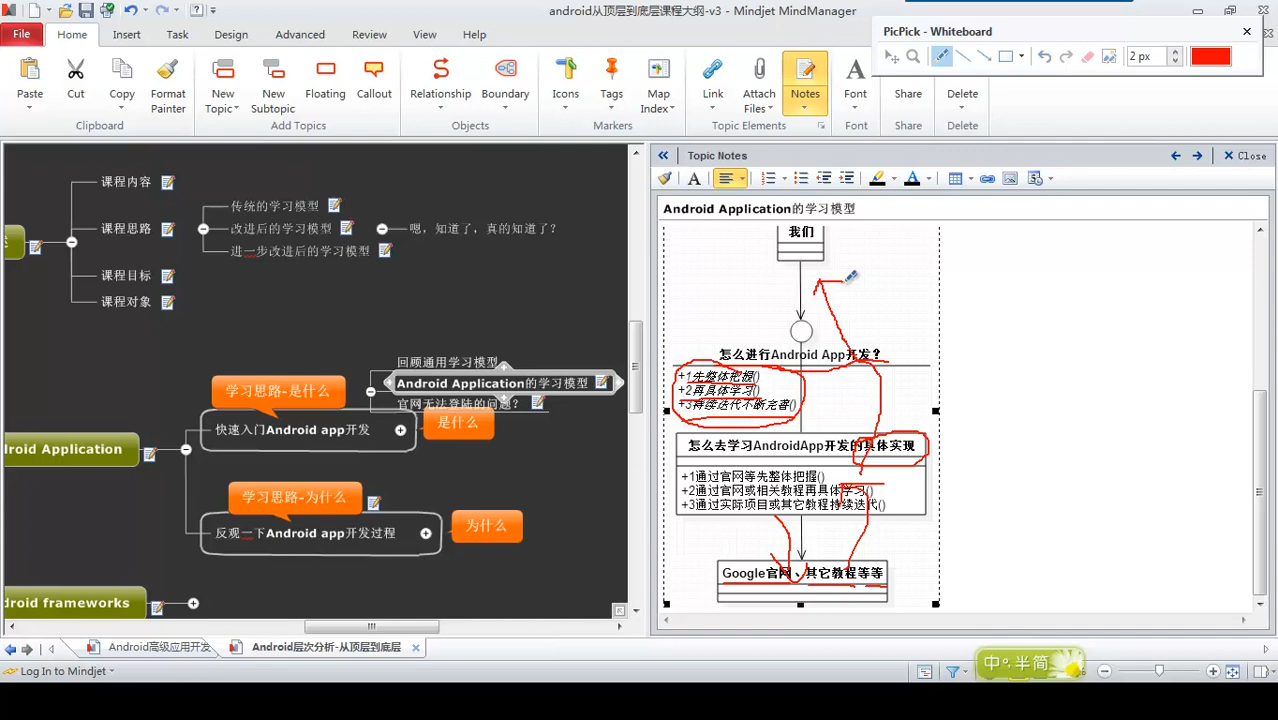 android从顶层到底层课程大纲-v3 - Mindjet MindManager
PicPick - Whiteboard
File Home Insert Task Design Advanced Review View Help
2 px
Paste Cut Copy Format Painter New Topic New Subtopic Floating Callout Relationship Boundary Icons Tags Map Index Link Attach Files Notes Font Share Delete
Clipboard Add Topics Objects Markers Topic Elements Font Share Delete
Topic Notes
Close
课程内容
课程思路
传统的学习模型
改进后的学习模型
嗯，知道了，真的知道了？
进一步改进后的学习模型
课程目标
课程对象
回顾通用学习模型
Android Application的学习模型
官网无法登陆的问题？
学习思路-是什么
快速入门Android app开发
是什么
droid Application
学习思路-为什么
反观一下Android app开发过程
为什么
droid frameworks
Android Application的学习模型
我们
怎么进行Android App开发？
+1先整体把握()
+2再具体学习()
+3持续迭代不断完善()
怎么去学习AndroidApp开发的具体实现
+1通过官网等先整体把握()
+2通过官网或相关教程再具体学习()
+3通过实际项目或其它教程持续迭代()
Google官网、其它教程等等
Android高级应用开发
Android层次分析-从顶层到底层
Log In to Mindjet
中 半简